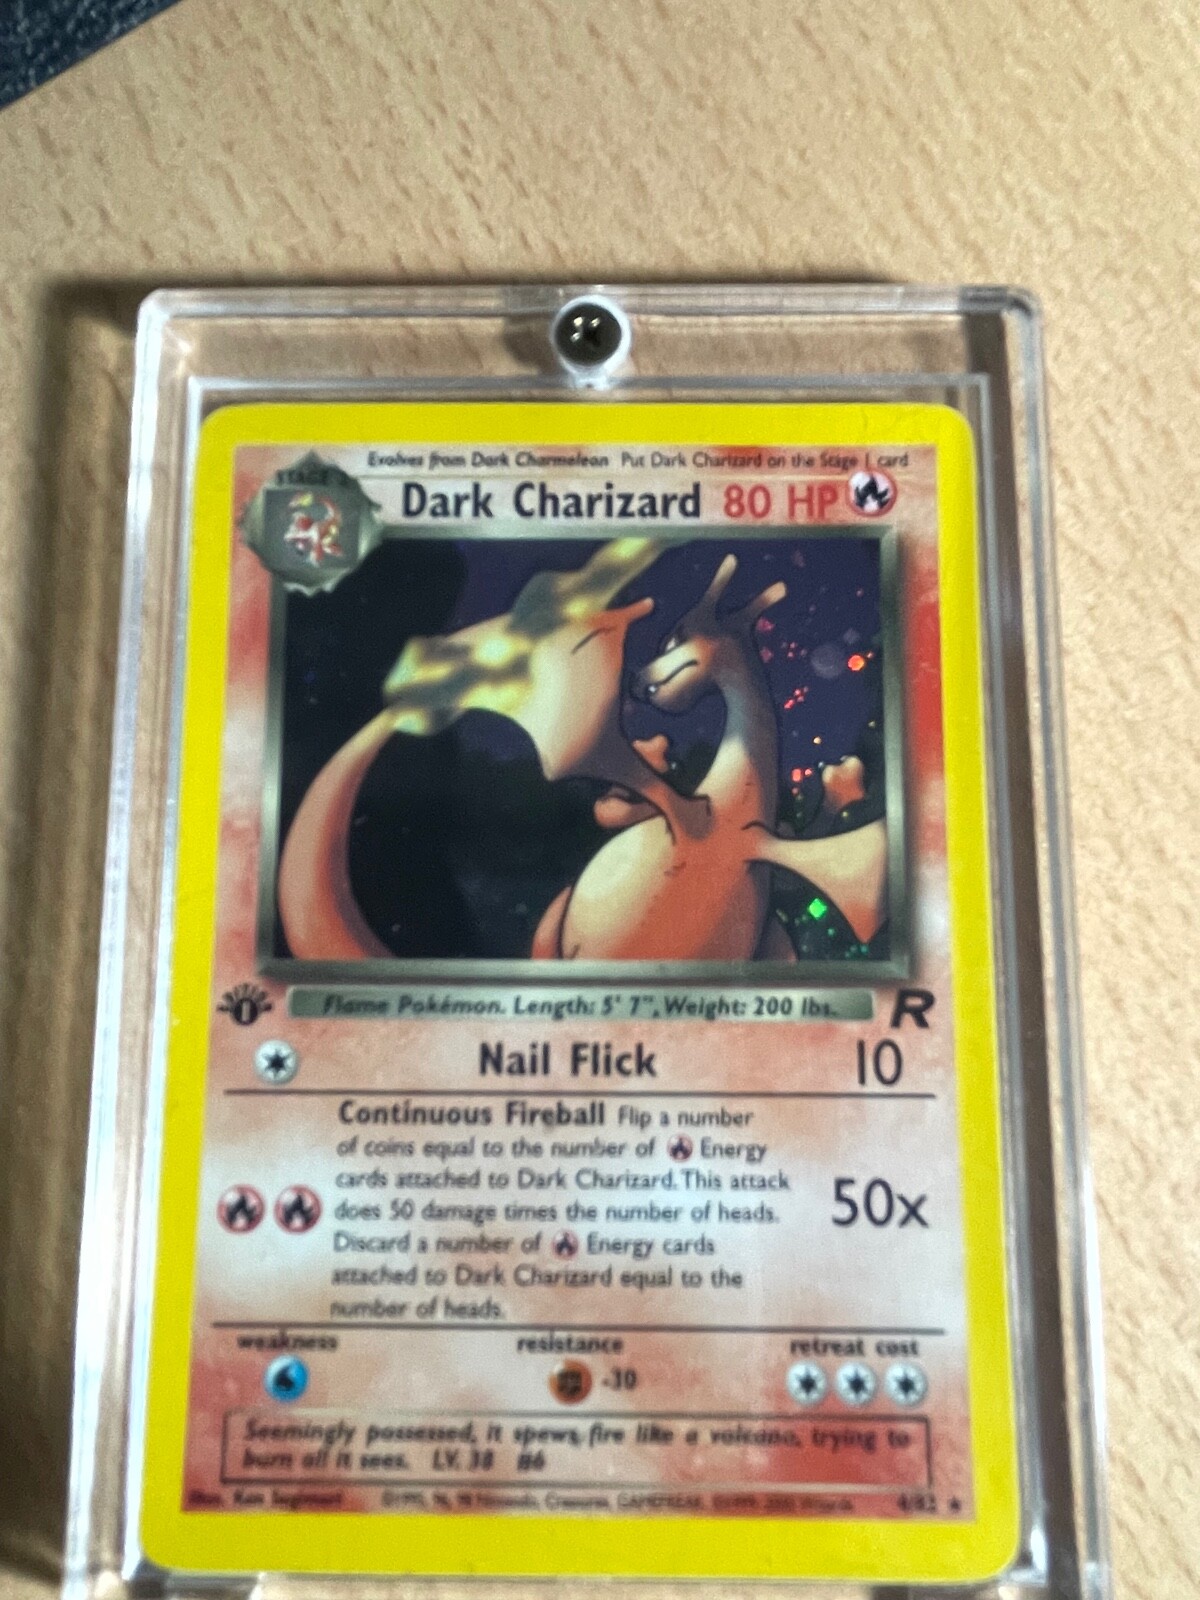 Evolves from Dark Charmeleon Put Dark Charizard on the Stage 1 card
STAGE 2
Dark Charizard 80 HP
1
Flame Pokémon. Length: 5' 7", Weight: 200 lbs.
R
Nail Flick 10
Continuous Fireball Flip a number
of coins equal to the number of Energy
cards attached to Dark Charizard. This attack
does 50 damage times the number of heads.
50x
Discard a number of Energy cards
attached to Dark Charizard equal to the
number of heads.
weakness resistance retreat cost
-30
Seemingly possessed, it spews fire like a volcano, trying to
burn all it sees. LV. 38 #6
4/82